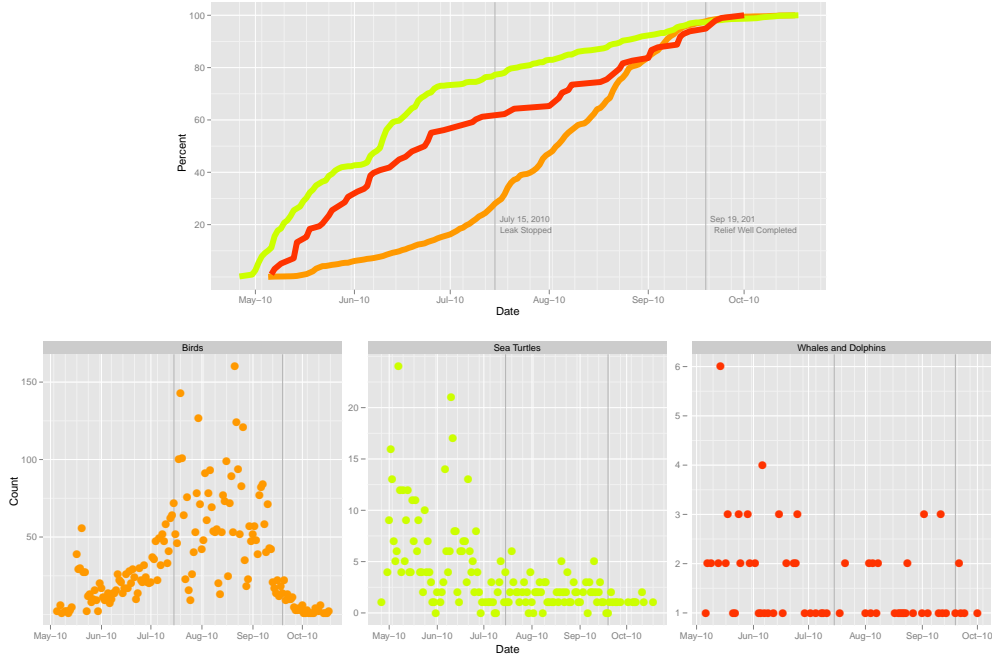 100
80
60
40
20
Percent
July 15, 2010
Leak Stopped
Sep 19, 201
Relief Well Completed
May–10
Jun–10
Jul–10
Aug–10
Sep–10
Oct–10
Date
Birds
Sea Turtles
Whales and Dolphins
Count
150
100
50
20
15
10
5
0
6
5
4
3
2
1
May–10
Jun–10
Jul–10
Aug–10
Sep–10
Oct–10
May–10
Jun–10
Jul–10
Aug–10
Sep–10
Oct–10
May–10
Jun–10
Jul–10
Aug–10
Sep–10
Oct–10
Date